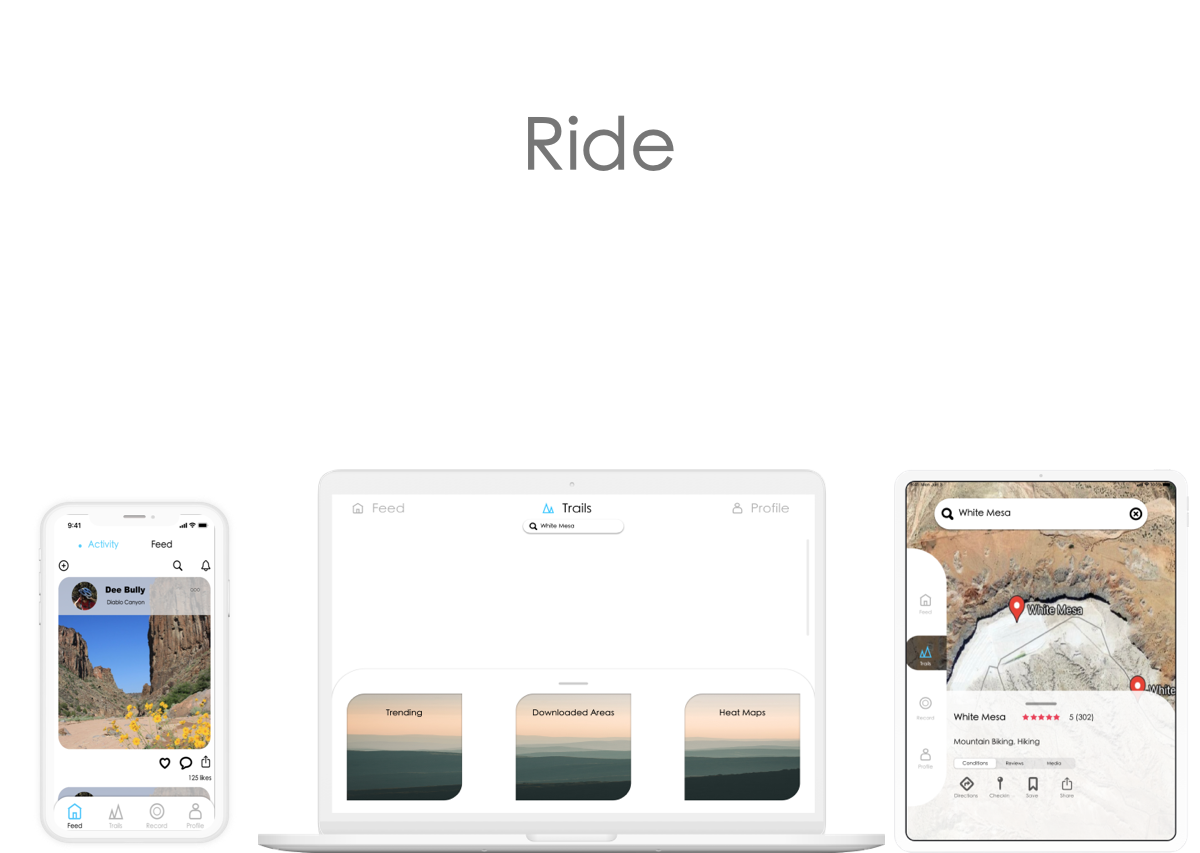 Ride
9:41
Activity Feed
Dee Bully
Diablo Canyon
125 likes
Feed Trails Record Profile
Feed Trails Profile
White Mesa
Trending Downloaded Areas Heat Maps
White Mesa
Feed
White Mesa
Trails
White
Record
White Mesa 5 (302)
Mountain Biking, Hiking
Profile
Conditions Reviews Media
Directions Checkin ... Save Share